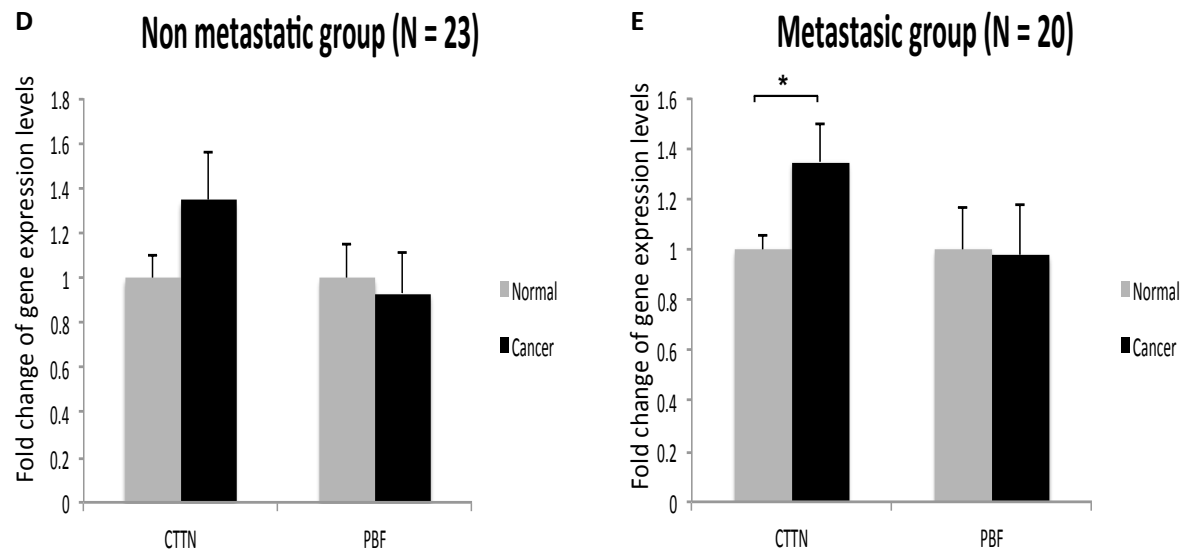 D
Non metastatic group (N = 23)
Fold change of gene expression levels
1.8
1.6
1.4
1.2
1
0.8
0.6
0.4
0.2
0
CTTN
PBF
Normal
Cancer
E
Metastasic group (N = 20)
Fold change of gene expression levels
*
1.6
1.4
1.2
1
0.8
0.6
0.4
0.2
0
CTTN
PBF
Normal
Cancer